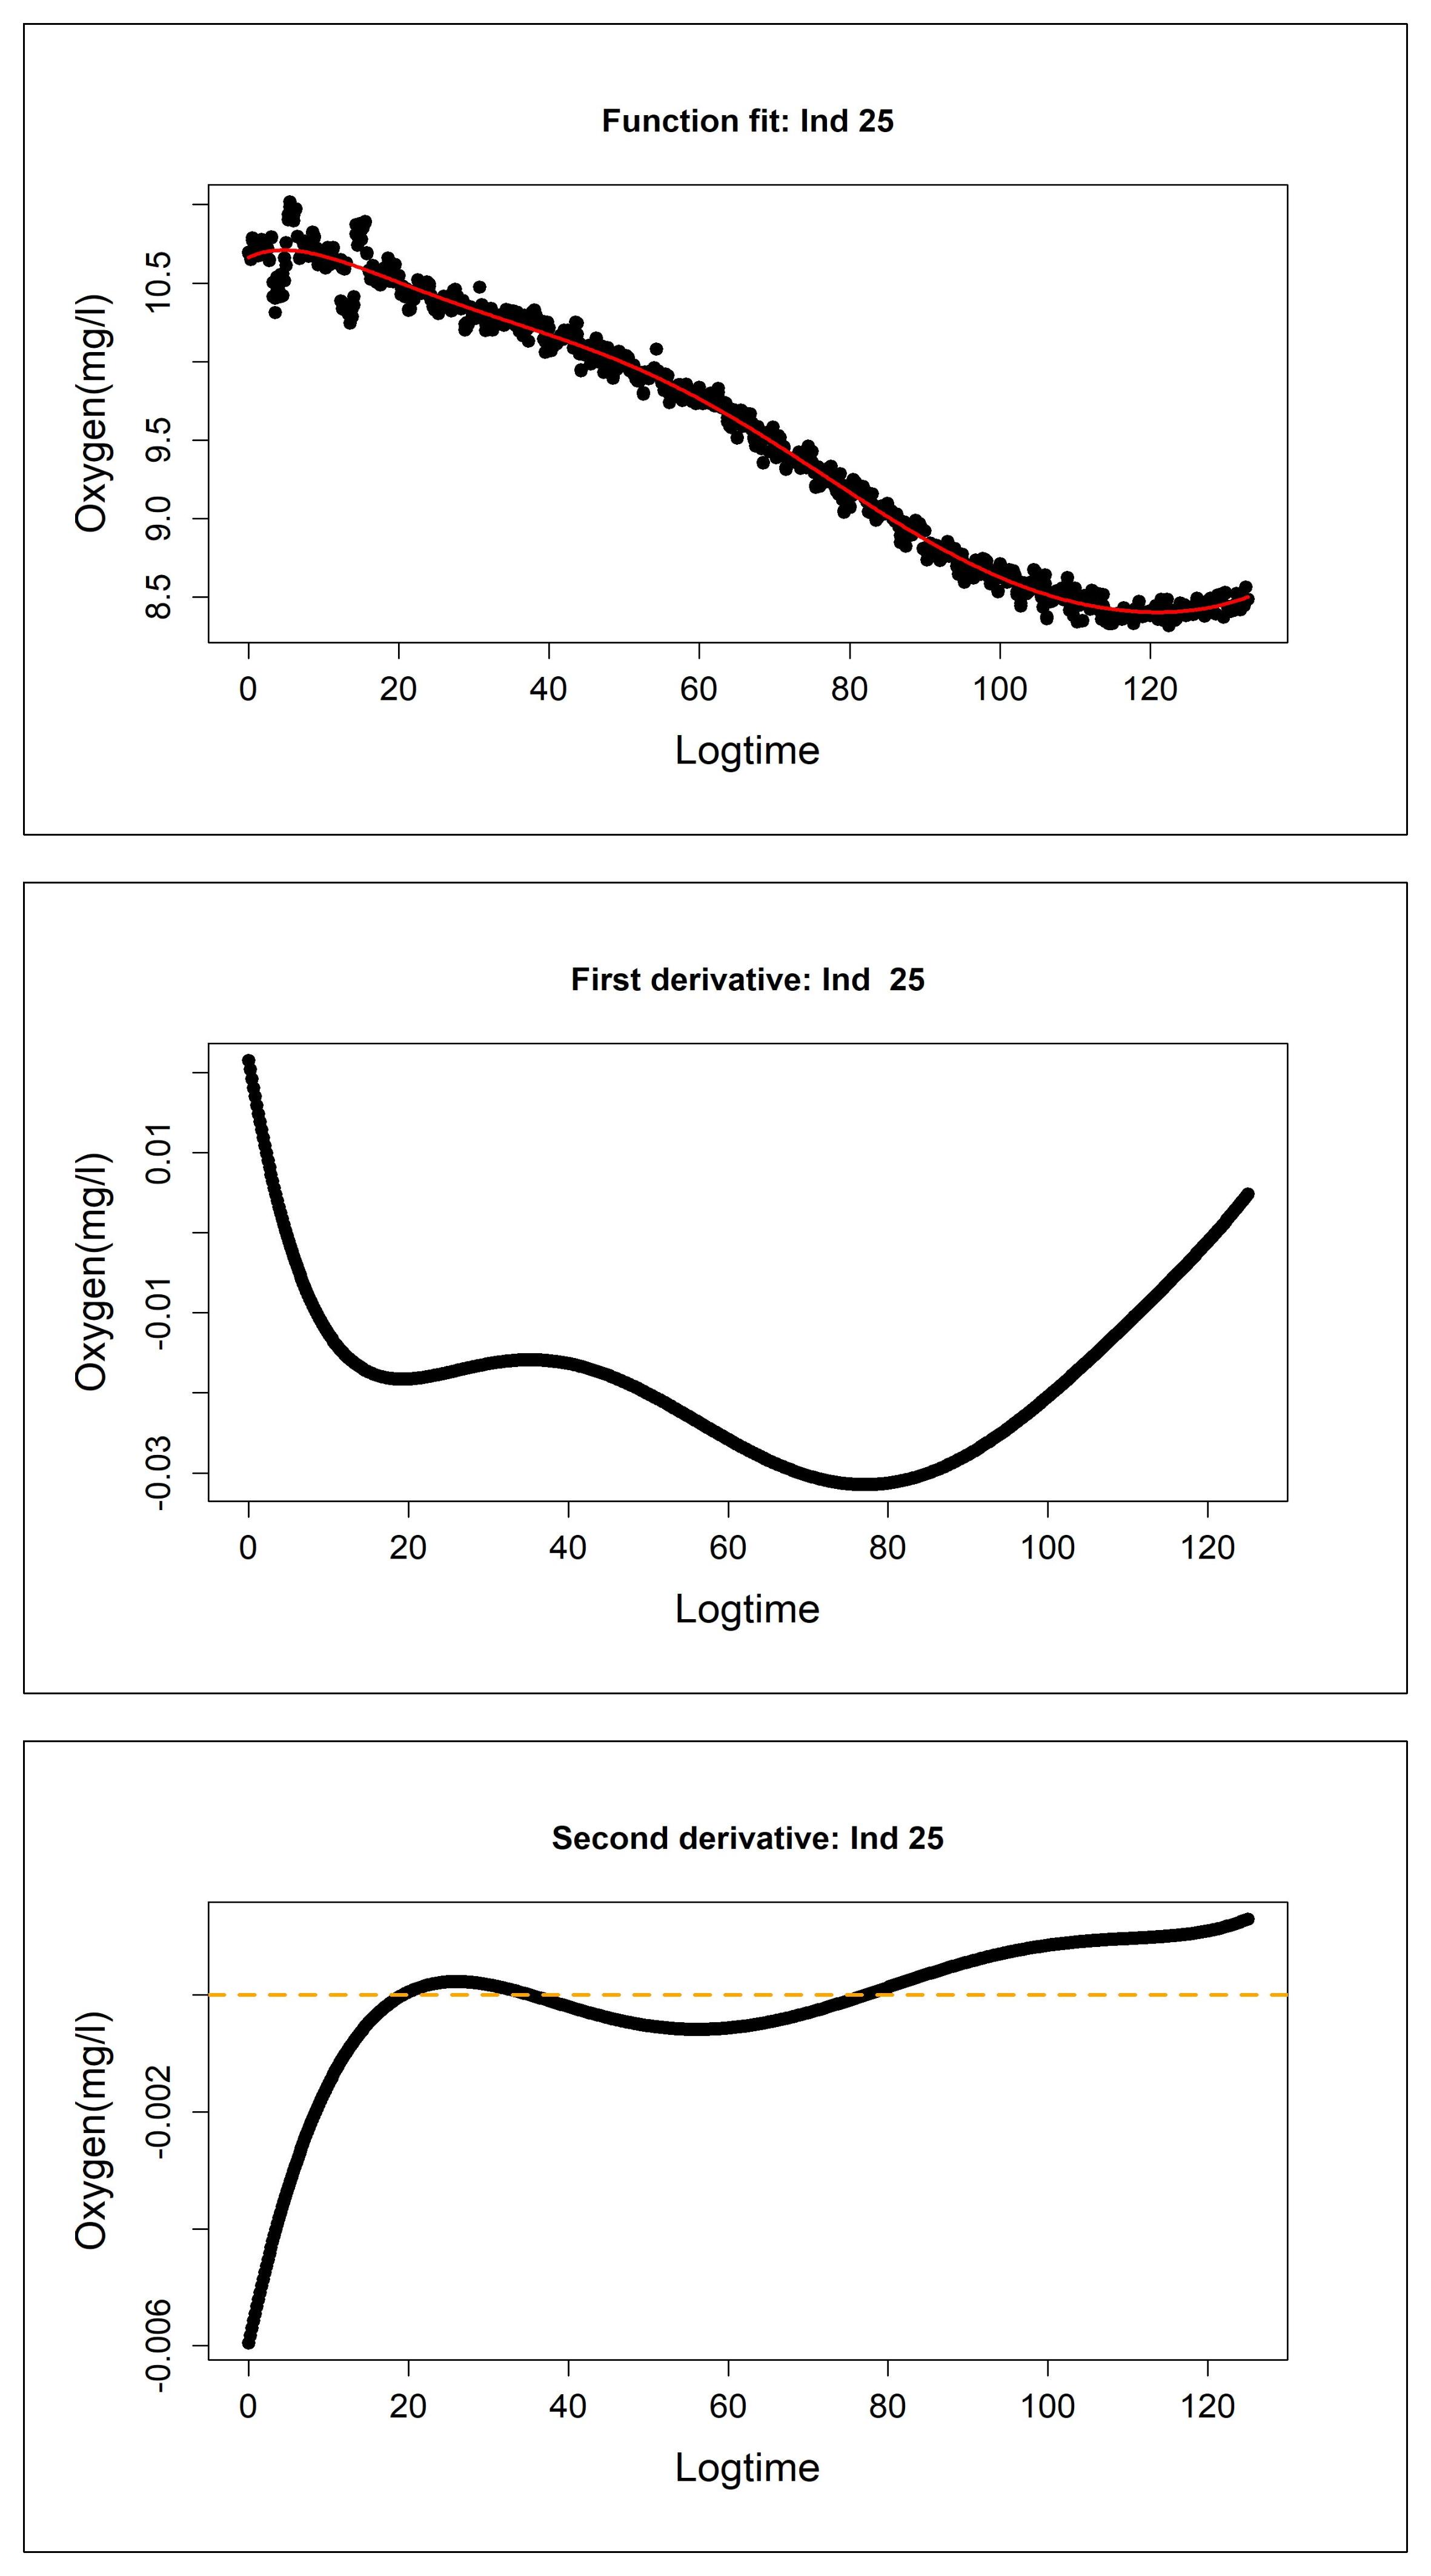 Function fit: Ind 25
Oxygen(mg/l)
10.5
9.5
9.0
8.5
0 20 40 60 80 100 120
Logtime
First derivative: Ind  25
Oxygen(mg/l)
0.01
-0.01
-0.03
0 20 40 60 80 100 120
Logtime
Second derivative: Ind 25
Oxygen(mg/l)
-0.002
-0.006
0 20 40 60 80 100 120
Logtime